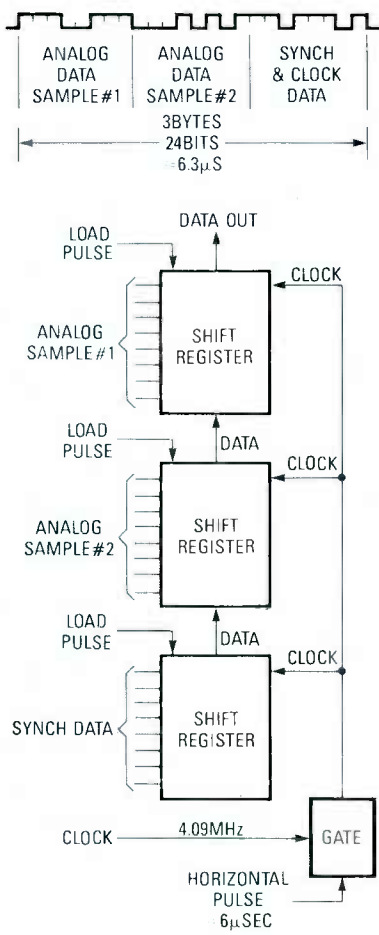 ANALOG DATA SAMPLE#1
ANALOG DATA SAMPLE#2
SYNCH & CLOCK DATA
3BYTES
24BITS
6.3µS
DATA OUT
LOAD PULSE
CLOCK
ANALOG SAMPLE#1
SHIFT REGISTER
DATA
LOAD PULSE
CLOCK
ANALOG SAMPLE#2
SHIFT REGISTER
DATA
LOAD PULSE
CLOCK
SYNCH DATA
SHIFT REGISTER
CLOCK
4.09MHz
GATE
HORIZONTAL PULSE
6µSEC